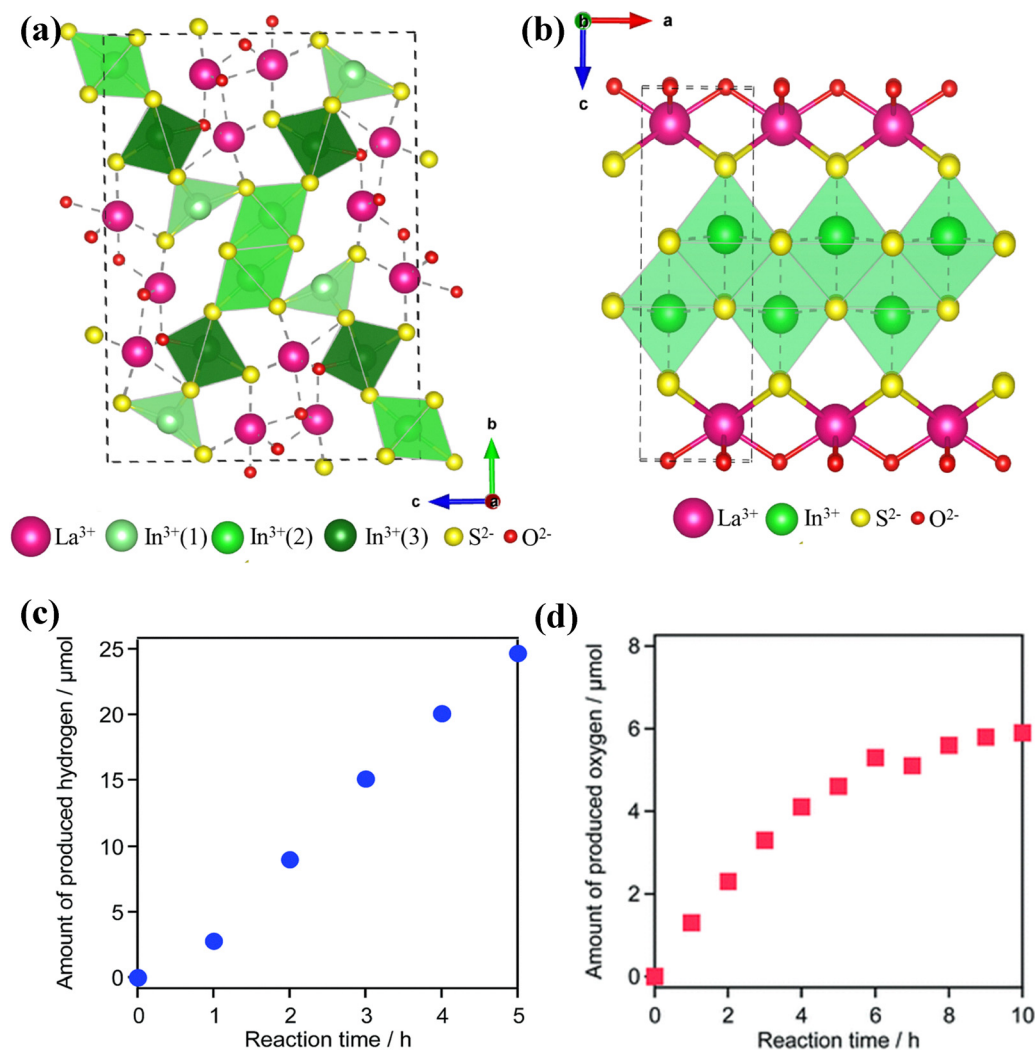 (a)
b
c
a
La³⁺ In³⁺(1) In³⁺(2) In³⁺(3) S²⁻ O²⁻
(b)
b a
c
La³⁺ In³⁺ S²⁻ O²⁻
(c)
Amount of produced hydrogen / µmol
25
20
15
10
5
0
0 1 2 3 4 5
Reaction time / h
(d)
Amount of produced oxygen / µmol
8
6
4
2
0
0 2 4 6 8 10
Reaction time / h